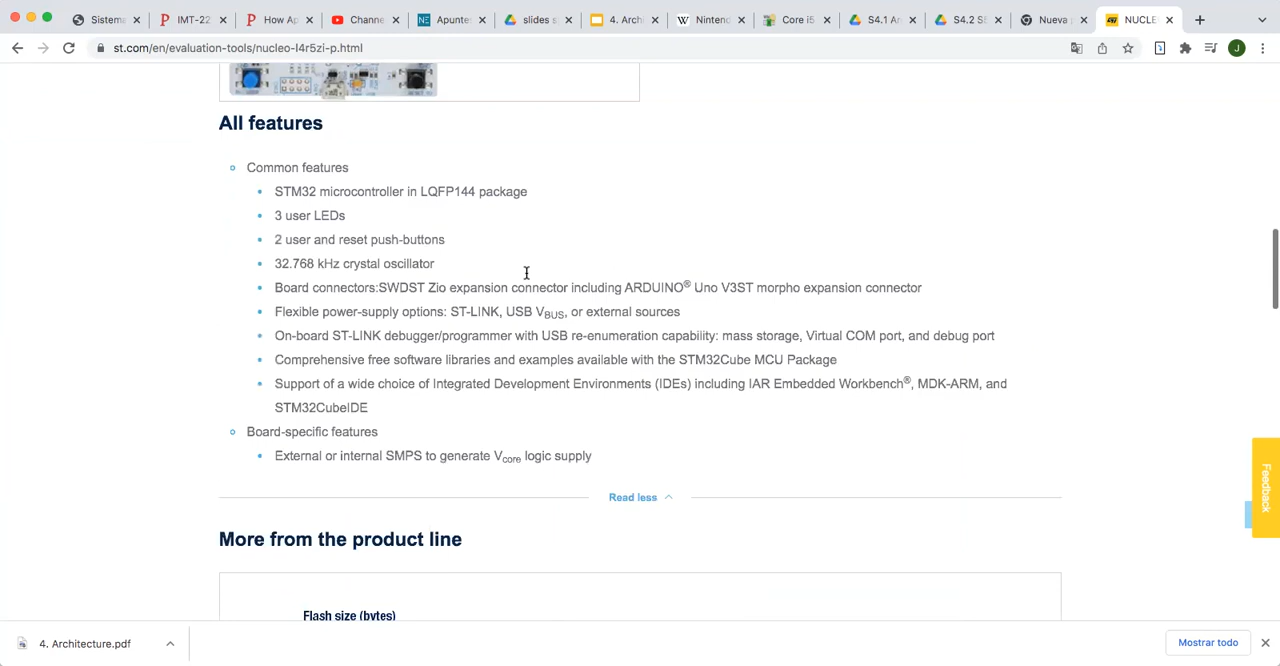 Sistema
IMT-22
How Ap
Channe
Apunte
slides s
4. Arch
Nintend
Core i5
S4.1 Ar
S4.2 SE
Nueva p
NUCLE
st.com/en/evaluation-tools/nucleo-l4r5zi-p.html
J
All features
Common features
STM32 microcontroller in LQFP144 package
3 user LEDs
2 user and reset push-buttons
32.768 kHz crystal oscillator
Board connectors:SWDST Zio expansion connector including ARDUINO® Uno V3ST morpho expansion connector
Flexible power-supply options: ST-LINK, USB VBUS, or external sources
On-board ST-LINK debugger/programmer with USB re-enumeration capability: mass storage, Virtual COM port, and debug port
Comprehensive free software libraries and examples available with the STM32Cube MCU Package
Support of a wide choice of Integrated Development Environments (IDEs) including IAR Embedded Workbench®, MDK-ARM, and
STM32CubeIDE
Board-specific features
External or internal SMPS to generate Vcore logic supply
Read less
Feedback
More from the product line
Flash size (bytes)
4. Architecture.pdf
Mostrar todo